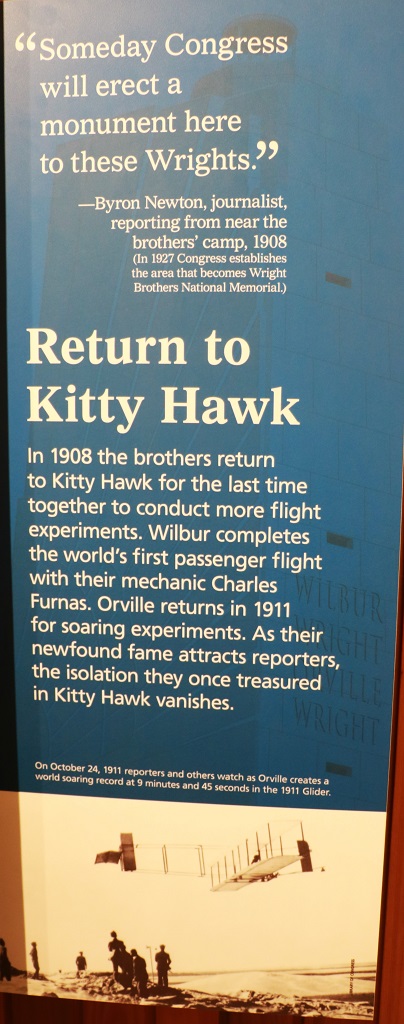 “Someday Congress
will erect a
monument here
to these Wrights.”
—Byron Newton, journalist,
reporting from near the
brothers’ camp, 1908
(In 1927 Congress establishes
the area that becomes Wright
Brothers National Memorial.)
Return to
Kitty Hawk
In 1908 the brothers return
to Kitty Hawk for the last time
together to conduct more flight
experiments. Wilbur completes
the world’s first passenger flight
with their mechanic Charles
Furnas. Orville returns in 1911
for soaring experiments. As their
newfound fame attracts reporters,
the isolation they once treasured
in Kitty Hawk vanishes.
WILBUR
WRIGHT
ORVILLE
WRIGHT
On October 24, 1911 reporters and others watch as Orville creates a
world soaring record at 9 minutes and 45 seconds in the 1911 Glider.